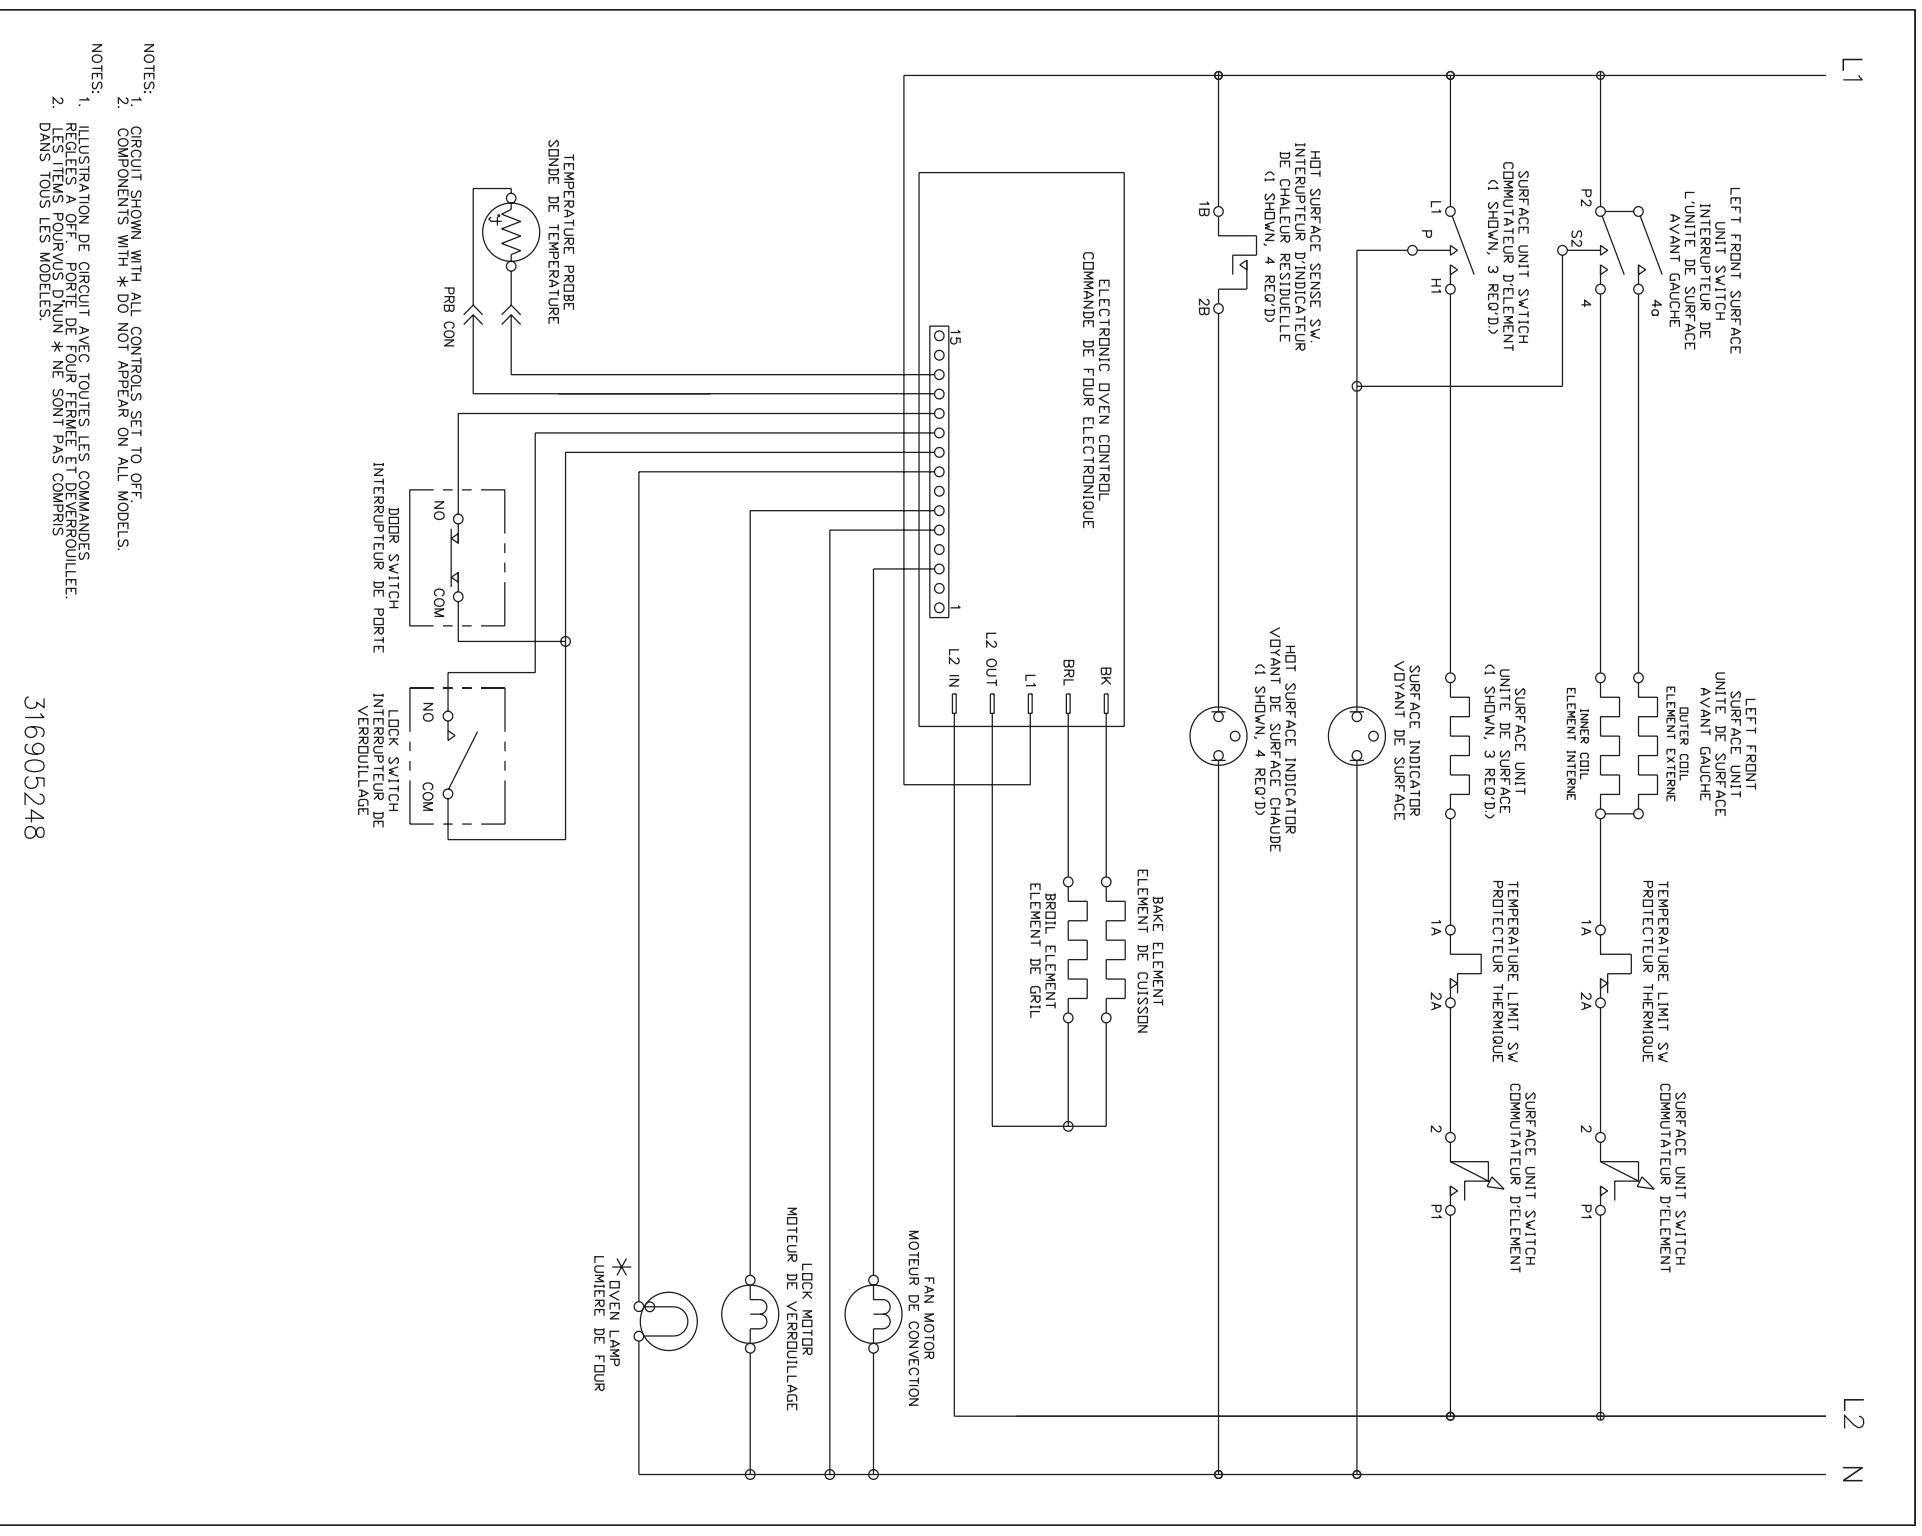 L1
L2
N
LEFT FRONT SURFACE
UNIT SWITCH
INTERRUPTEUR DE
L'UNITE DE SURFACE
AVANT GAUCHE
P2
S2
4a
4
LEFT FRONT
SURFACE UNIT
UNITE DE SURFACE
AVANT GAUCHE
OUTER COIL
ELEMENT EXTERNE
INNER COIL
ELEMENT INTERNE
TEMPERATURE LIMIT SW
PROTECTEUR THERMIQUE
1A
2A
SURFACE UNIT SWITCH
COMMUTATEUR D'ELEMENT
2
P1
SURFACE UNIT SWTICH
COMMUTATEUR D'ELEMENT
(1 SHOWN, 3 REQ'D.)
L1
P
H1
SURFACE UNIT
UNITE DE SURFACE
(1 SHOWN, 3 REQ'D.)
TEMPERATURE LIMIT SW
PROTECTEUR THERMIQUE
1A
2A
SURFACE UNIT SWITCH
COMMUTATEUR D'ELEMENT
2
P1
SURFACE INDICATOR
VOYANT DE SURFACE
HOT SURFACE SENSE SW.
INTERUPTEUR D'INDICATEUR
DE CHALEUR RESIDUELLE
(1 SHOWN, 4 REQ'D)
1B
2B
HOT SURFACE INDICATOR
VOYANT DE SURFACE CHAUDE
(1 SHOWN, 4 REQ'D)
ELECTRONIC OVEN CONTROL
COMMANDE DE FOUR ELECTRONIQUE
15
1
BK
BRL
L1
L2 OUT
L2 IN
BAKE ELEMENT
ELEMENT DE CUISSON
BROIL ELEMENT
ELEMENT DE GRIL
FAN MOTOR
MOTEUR DE CONVECTION
LOCK MOTOR
MOTEUR DE VERROUILLAGE
* OVEN LAMP
LUMIERE DE FOUR
TEMPERATURE PROBE
SONDE DE TEMPERATURE
PRB CON
NO
COM
DOOR SWITCH
INTERRUPTEUR DE PORTE
NO
COM
LOCK SWITCH
INTERRUPTEUR DE
VERROUILLAGE
NOTES:
1. CIRCUIT SHOWN WITH ALL CONTROLS SET TO OFF.
2. COMPONENTS WITH * DO NOT APPEAR ON ALL MODELS.
NOTES:
1. ILLUSTRATION DE CIRCUIT AVEC TOUTES LES COMMANDES
REGLEES A OFF. PORTE DE FOUR FERMEE ET DEVERROUILLEE.
2. LES ITEMS POURVUS D'NUN * NE SONT PAS COMPRIS
DANS TOUS LES MODELES.
316905248